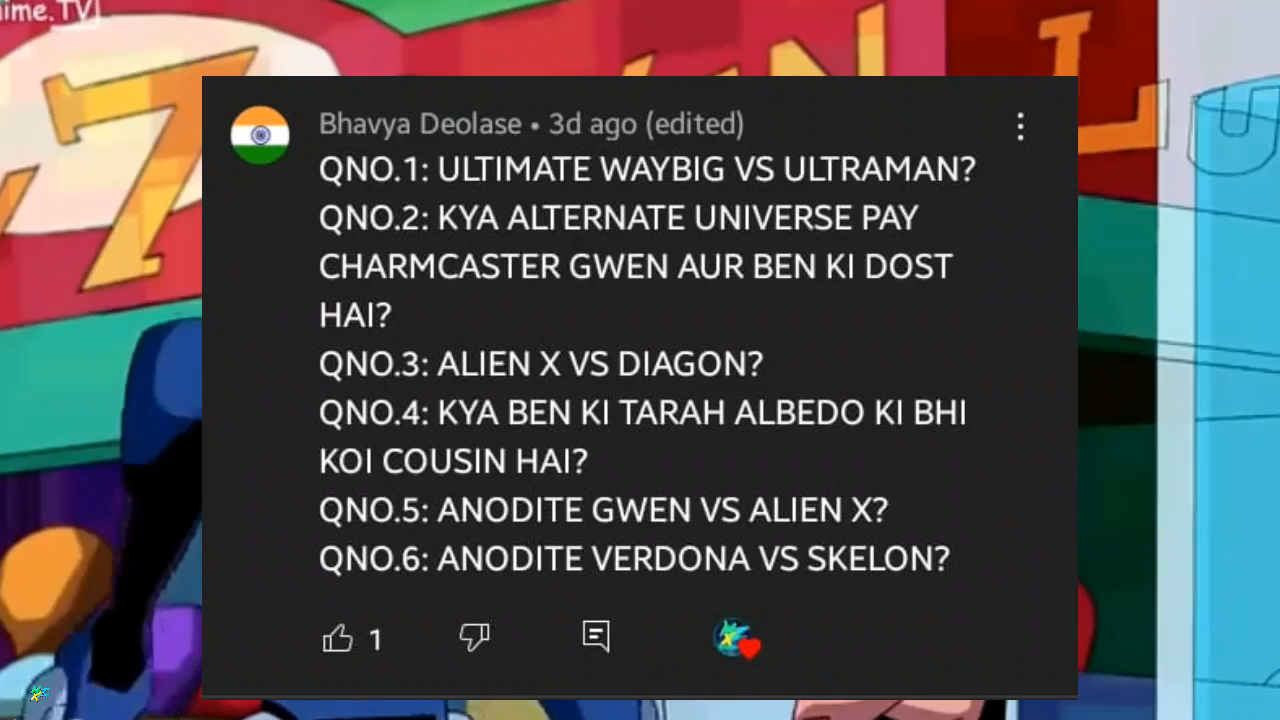 ime.TV
7
Bhavya Deolase • 3d ago (edited)
QNO.1: ULTIMATE WAYBIG VS ULTRAMAN?
QNO.2: KYA ALTERNATE UNIVERSE PAY
CHARMCASTER GWEN AUR BEN KI DOST
HAI?
QNO.3: ALIEN X VS DIAGON?
QNO.4: KYA BEN KI TARAH ALBEDO KI BHI
KOI COUSIN HAI?
QNO.5: ANODITE GWEN VS ALIEN X?
QNO.6: ANODITE VERDONA VS SKELON?
1